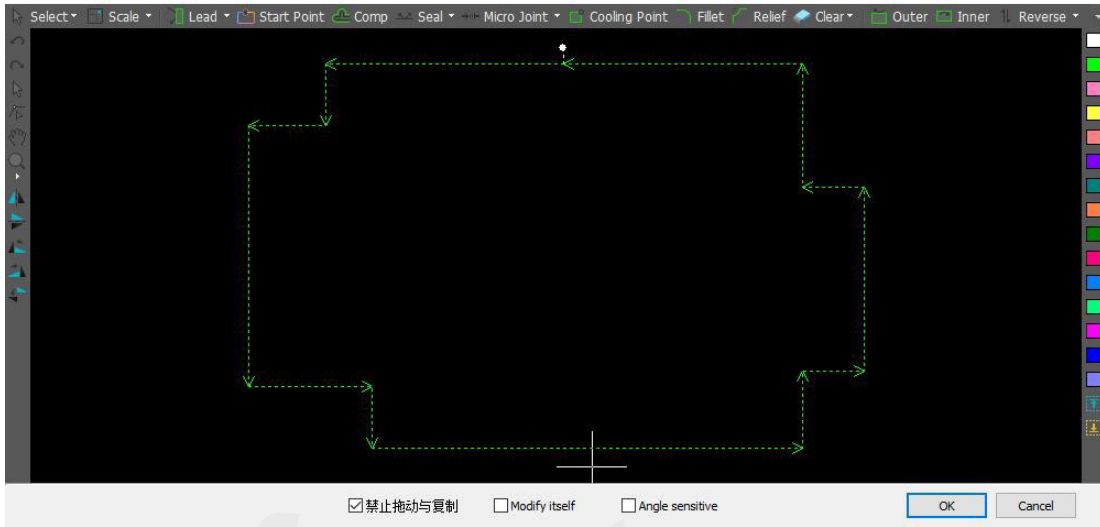 Select Scale Lead Start Point Comp Seal Micro Joint Cooling Point Fillet Relief Clear Outer Inner Reverse
禁止拖动与复制 Modify itself Angle sensitive OK Cancel